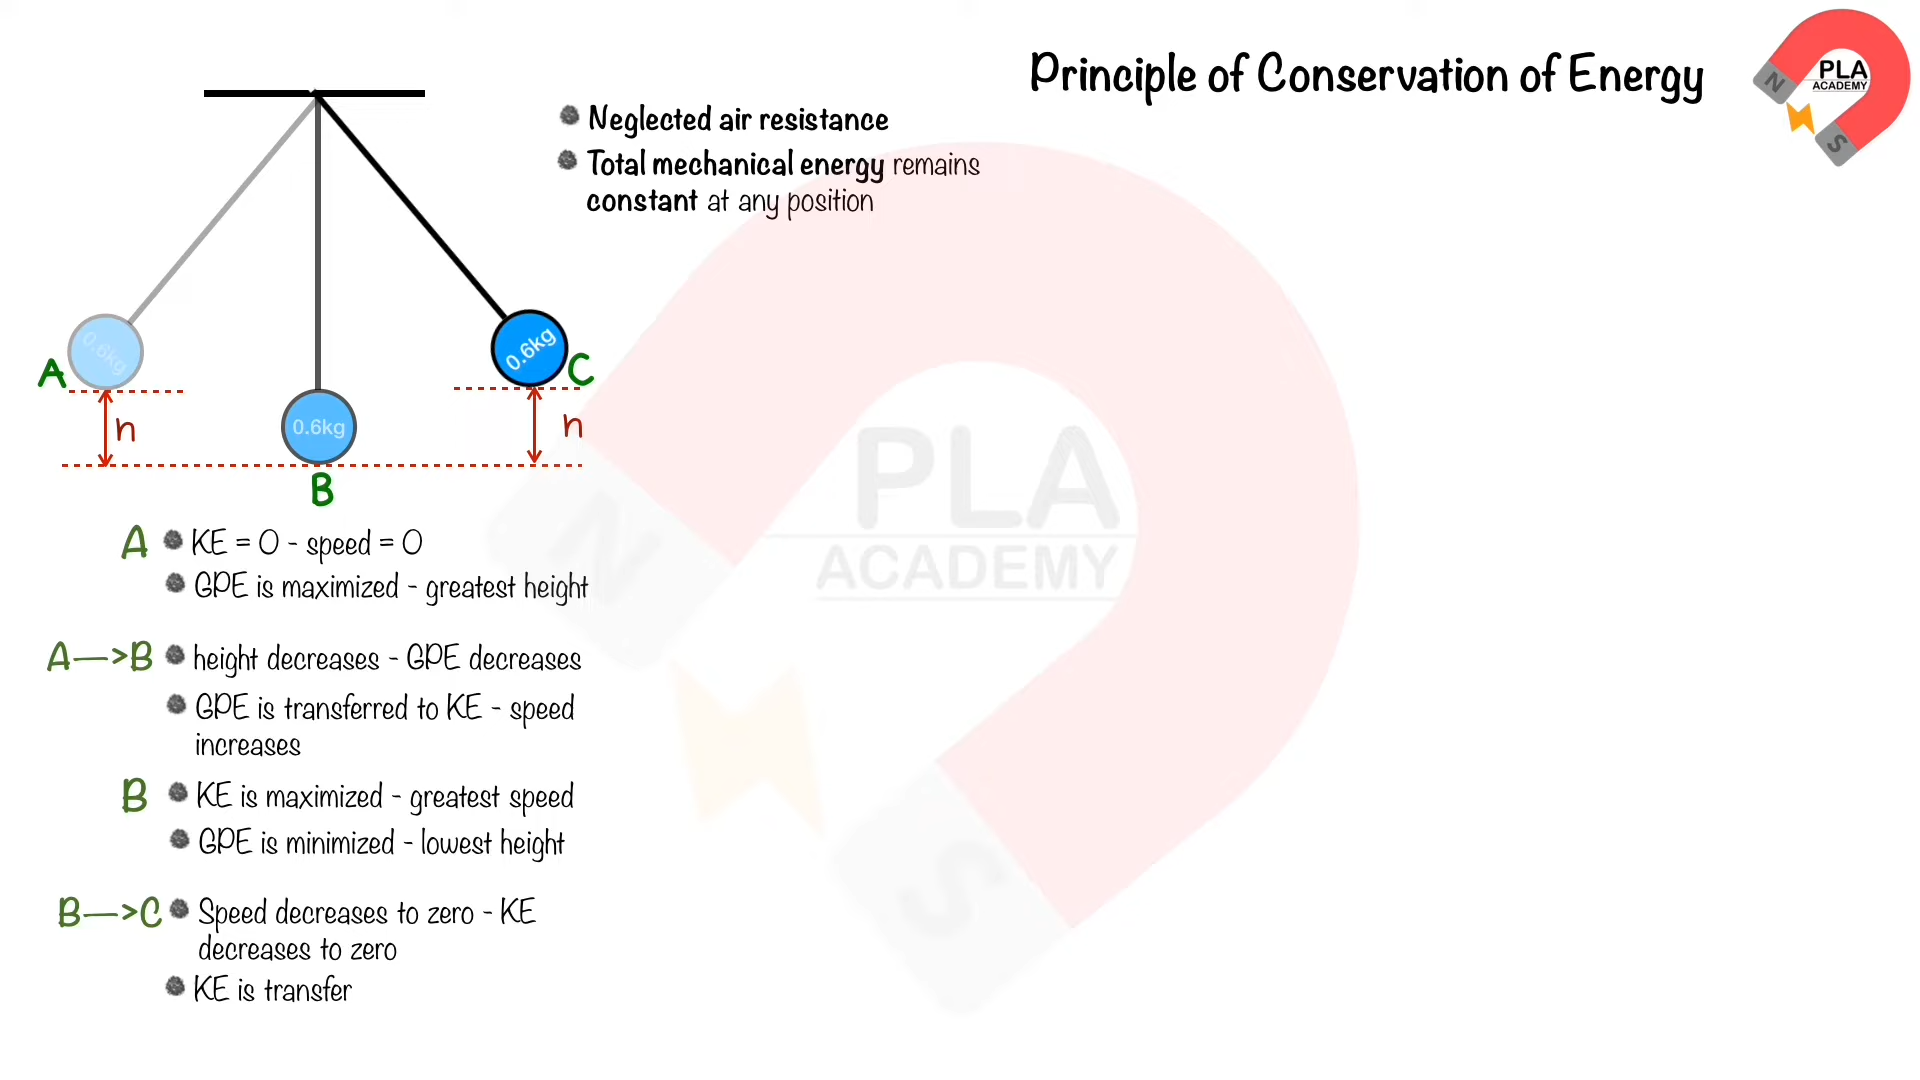 Principle of Conservation of Energy
N
PLA
ACADEMY
S
Neglected air resistance
Total mechanical energy remains
constant at any position
0.6kg
0.6kg
A
C
h
0.6kg
h
B
A
KE = 0 - speed = 0
GPE is maximized - greatest height
A—>B
height decreases - GPE decreases
GPE is transferred to KE - speed
increases
B
KE is maximized - greatest speed
GPE is minimized - lowest height
B—>C
Speed decreases to zero - KE
decreases to zero
KE is transfer
PLA
ACADEMY
N
S